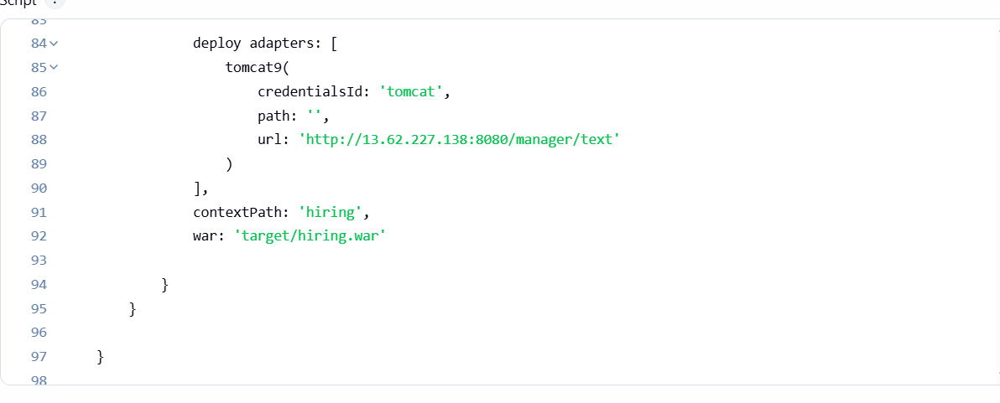 Script ?
83
84 deploy adapters: [
85 tomcat9(
86 credentialsId: 'tomcat',
87 path: '',
88 url: 'http://13.62.227.138:8080/manager/text'
89 )
90 ],
91 contextPath: 'hiring',
92 war: 'target/hiring.war'
93
94 }
95 }
96
97 }
98